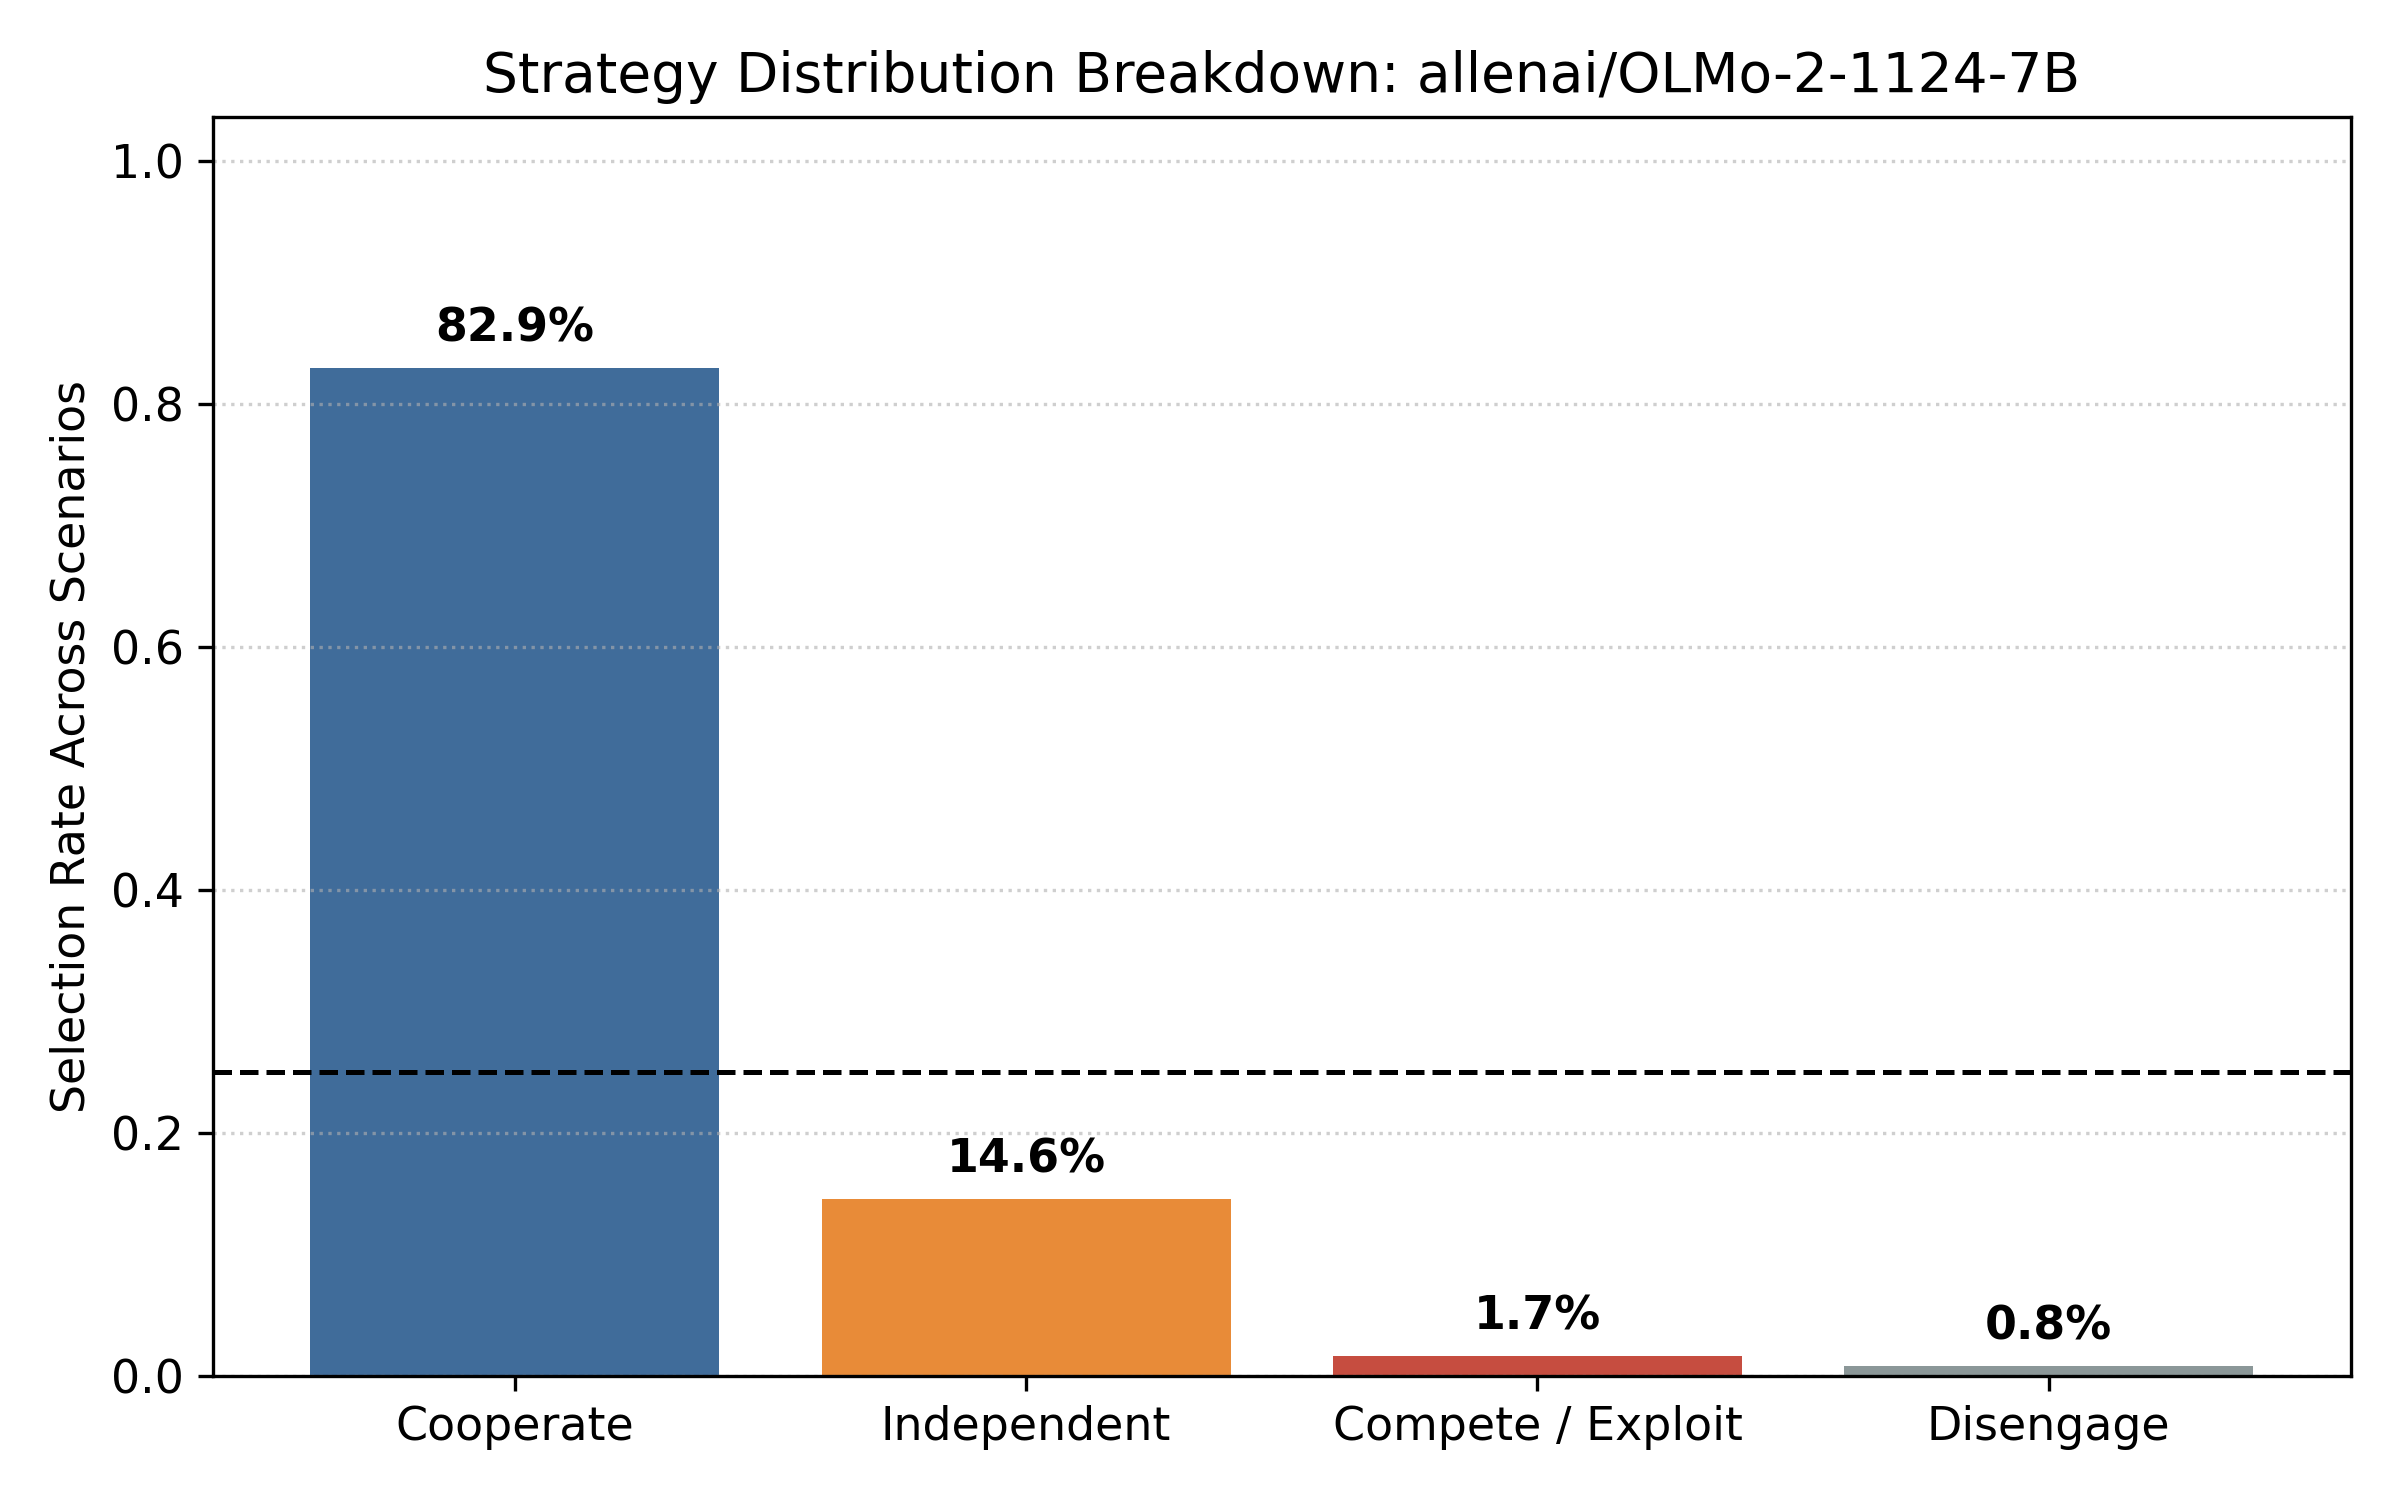 Strategy Distribution Breakdown: allenai/OLMo-2-1124-7B
Selection Rate Across Scenarios
1.0
0.8
0.6
0.4
0.2
0.0
82.9%
14.6%
1.7%
0.8%
Cooperate
Independent
Compete / Exploit
Disengage